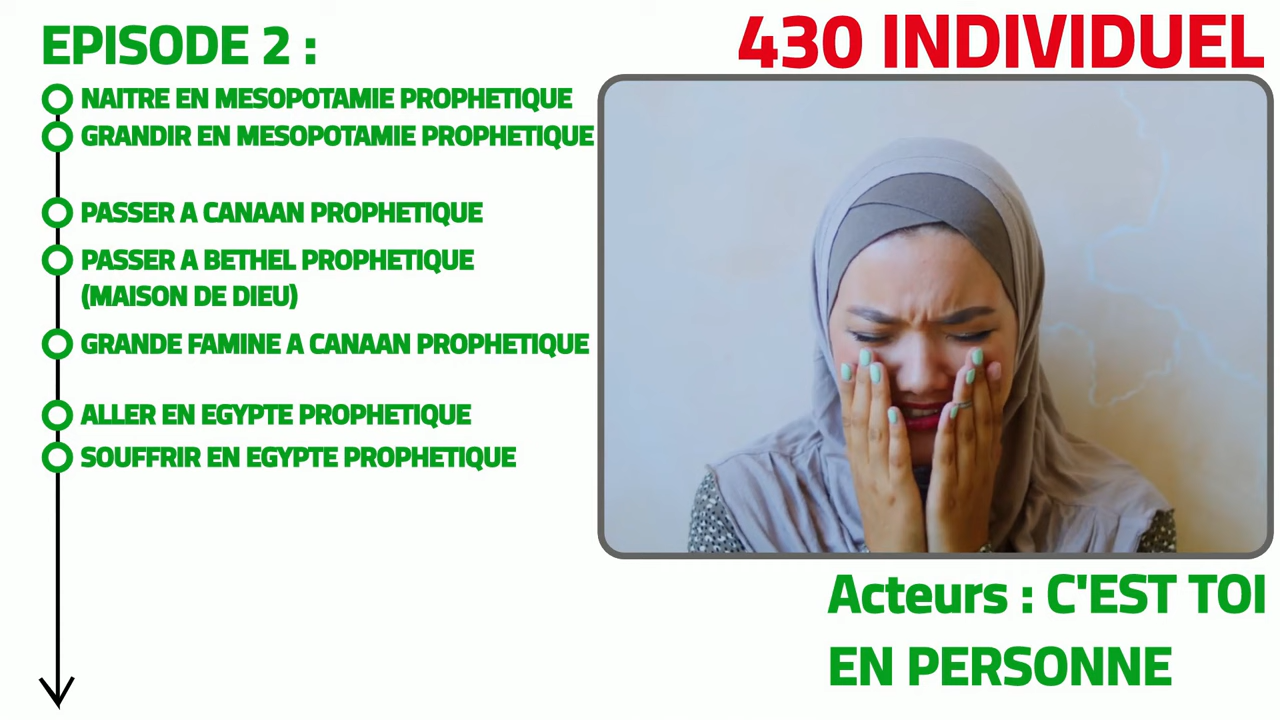 EPISODE 2 :
NAITRE EN MESOPOTAMIE PROPHETIQUE
GRANDIR EN MESOPOTAMIE PROPHETIQUE
PASSER A CANAAN PROPHETIQUE
PASSER A BETHEL PROPHETIQUE
(MAISON DE DIEU)
GRANDE FAMINE A CANAAN PROPHETIQUE
ALLER EN EGYPTE PROPHETIQUE
SOUFFRIR EN EGYPTE PROPHETIQUE
430 INDIVIDUEL
Acteurs : C'EST TOI
EN PERSONNE